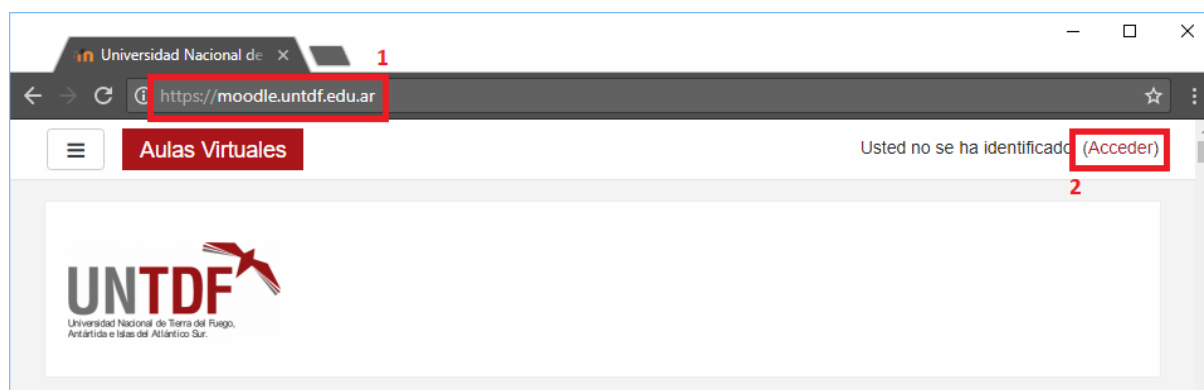 Universidad Nacional de
1
https://moodle.untdf.edu.ar
Aulas Virtuales
Usted no se ha identificado (Acceder)
2
UNTDF
Universidad Nacional de Tierra del Fuego,
Antártida e Islas del Atlántico Sur.